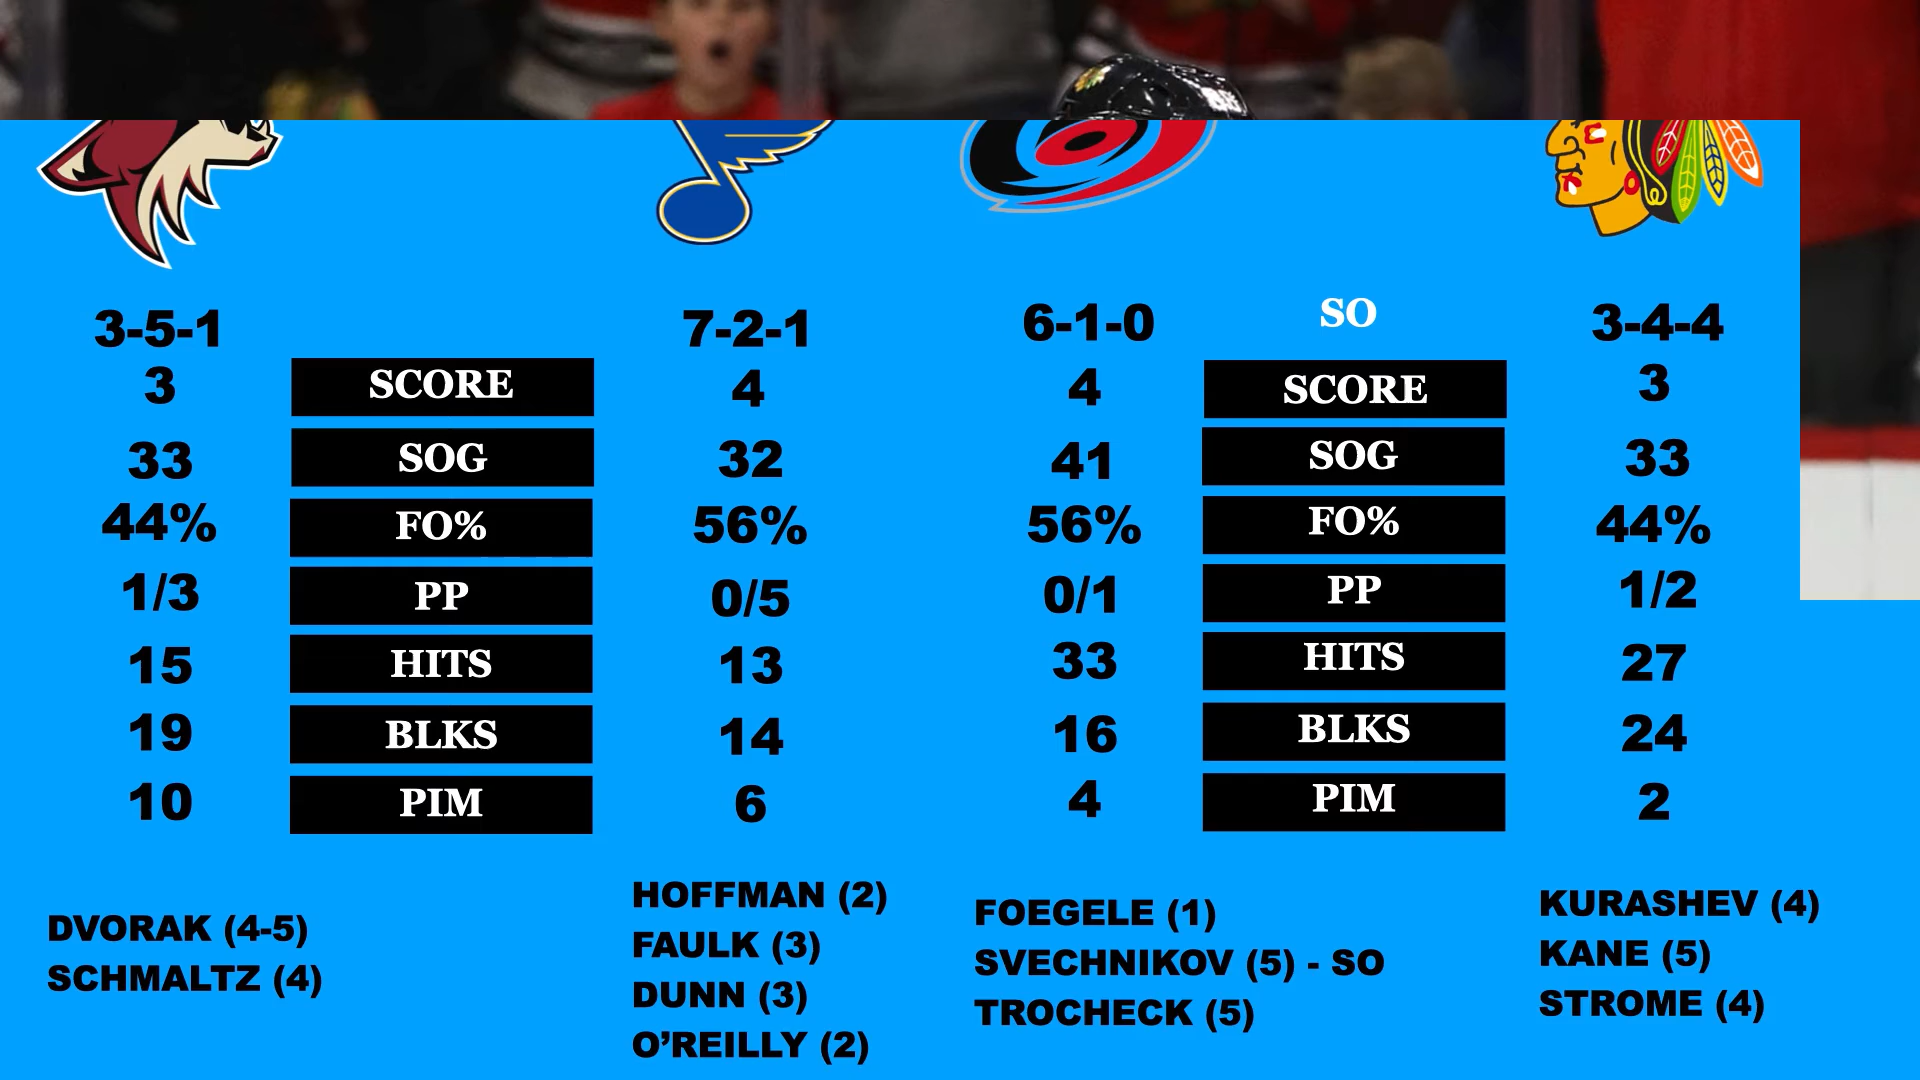 3-5-1 7-2-1
3 SCORE 4
33 SOG 32
44% FO% 56%
1/3 PP 0/5
15 HITS 13
19 BLKS 14
10 PIM 6
DVORAK (4-5)
SCHMALTZ (4)
HOFFMAN (2)
FAULK (3)
DUNN (3)
O’REILLY (2)
6-1-0 SO 3-4-4
4 SCORE 3
41 SOG 33
56% FO% 44%
0/1 PP 1/2
33 HITS 27
16 BLKS 24
4 PIM 2
FOEGELE (1)
SVECHNIKOV (5) - SO
TROCHECK (5)
KURASHEV (4)
KANE (5)
STROME (4)